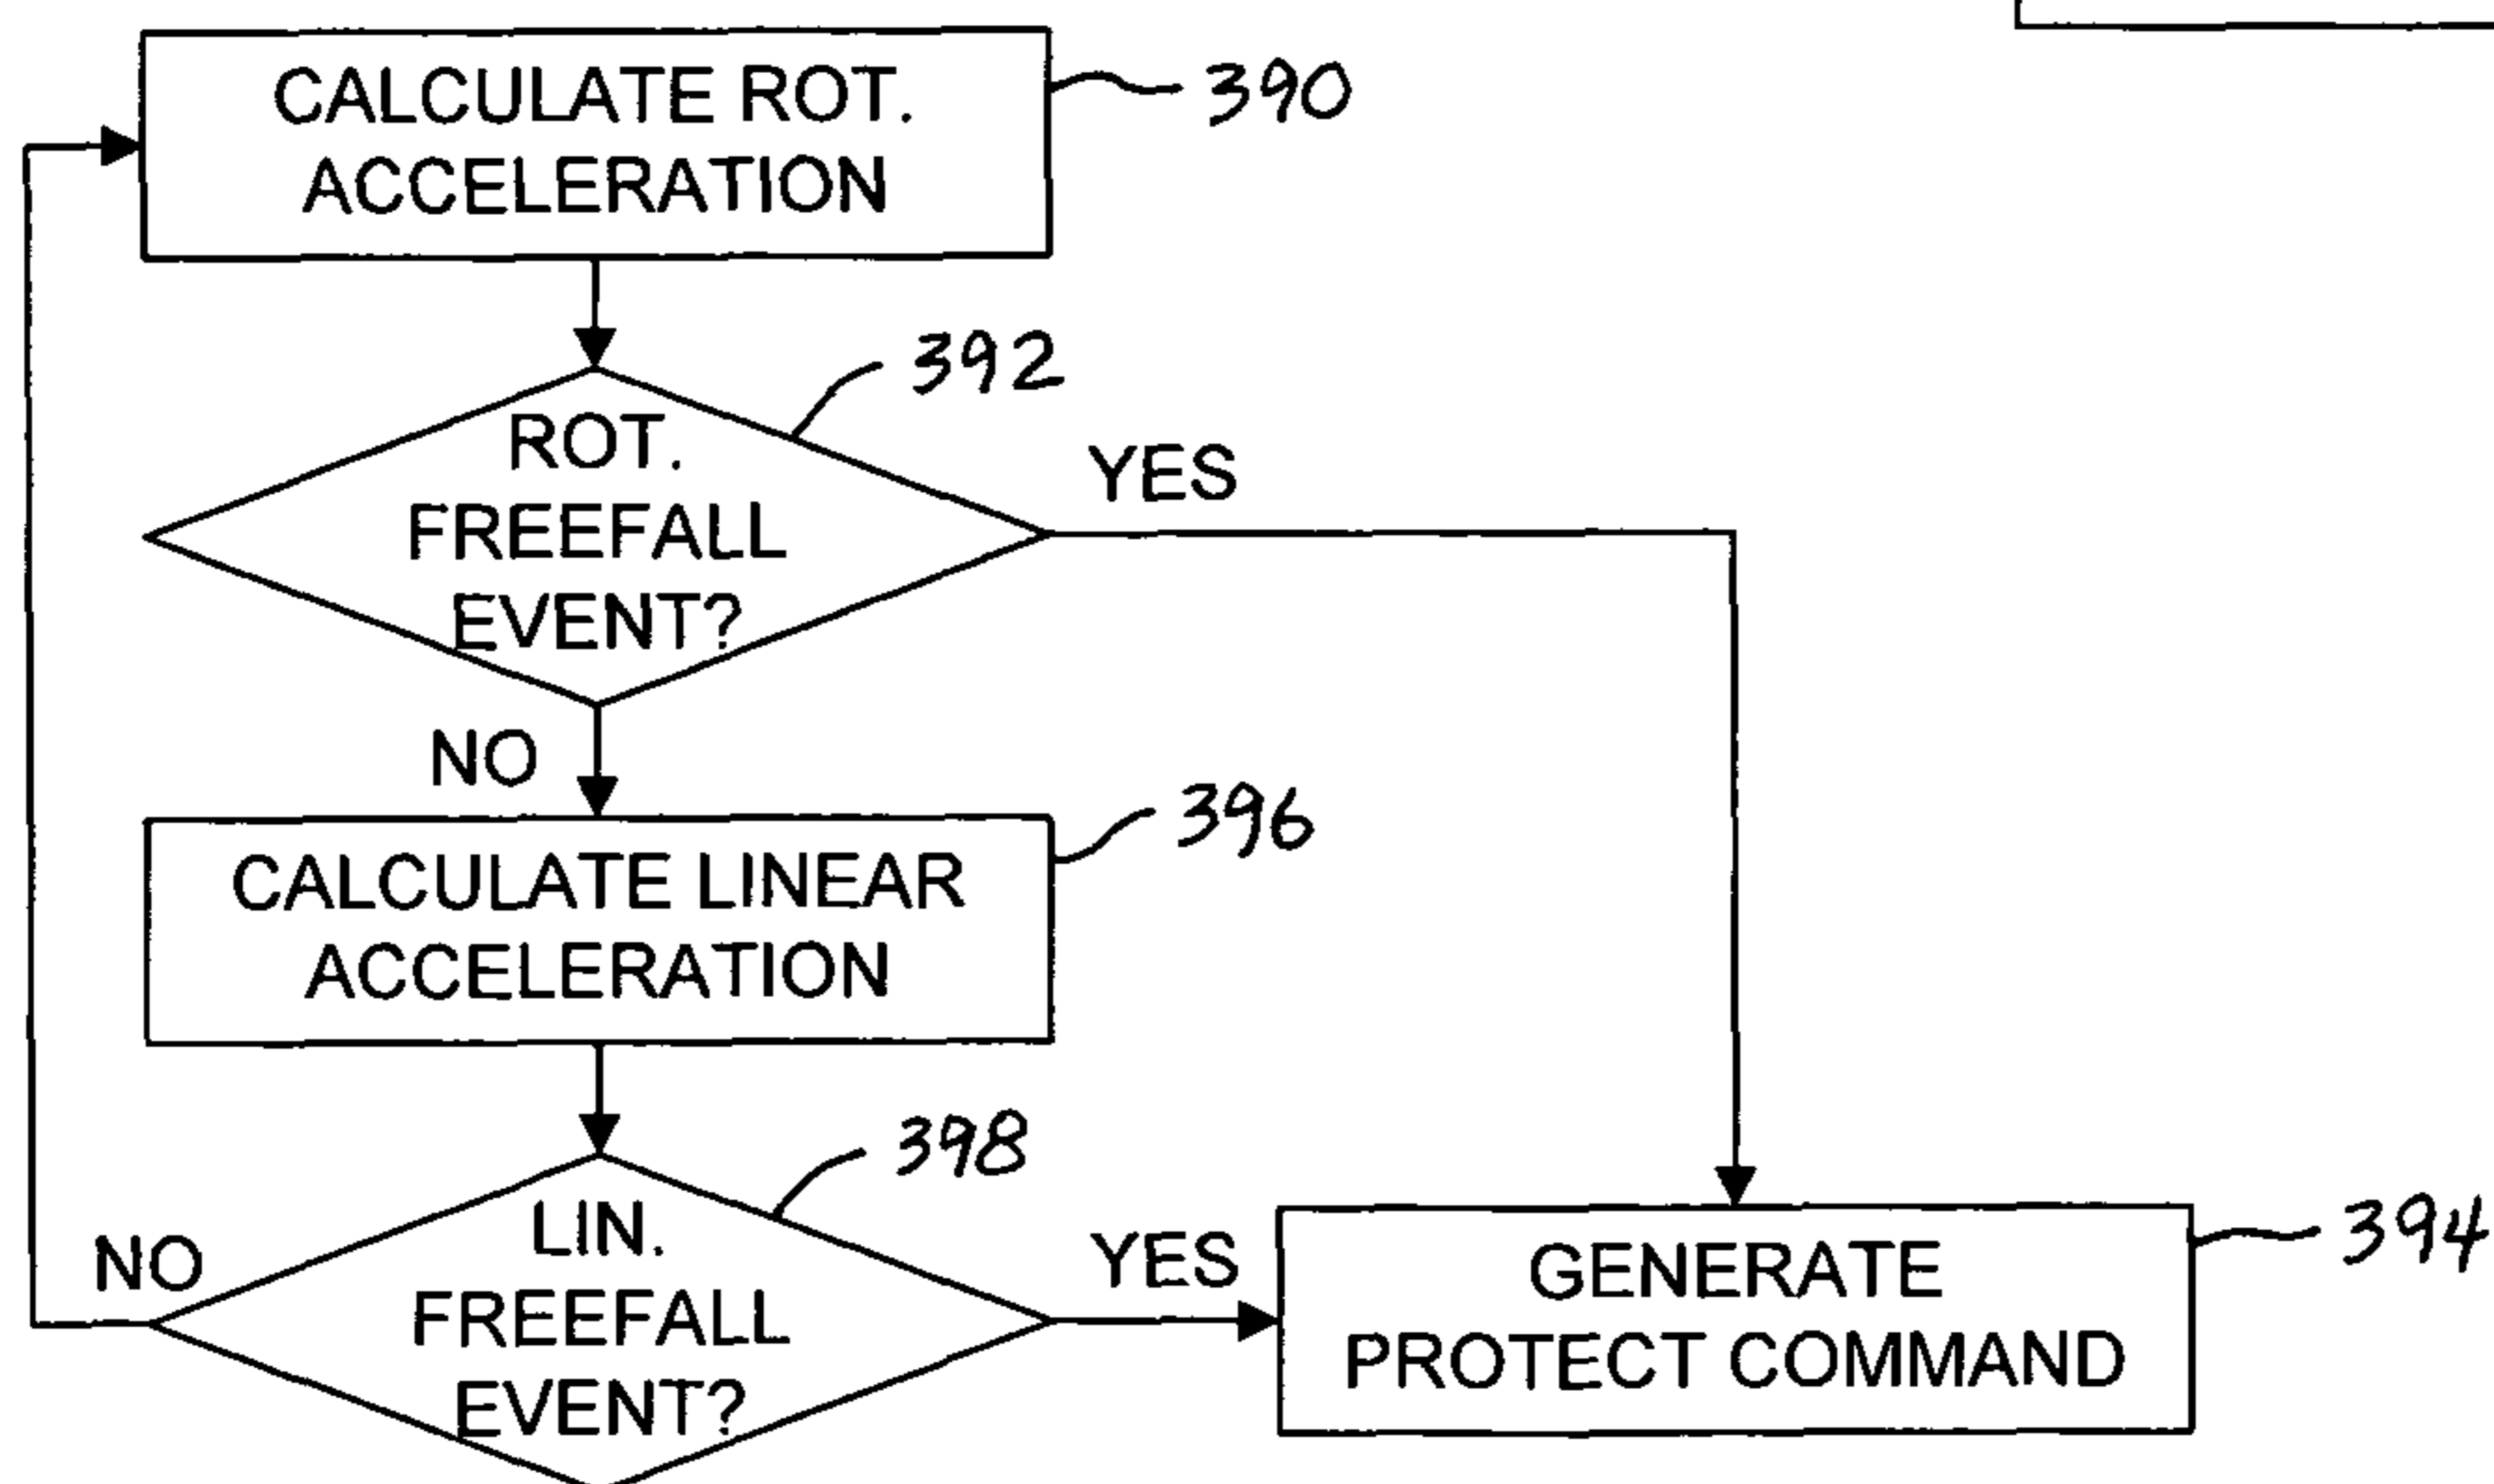 CALCULATE ROT.
ACCELERATION
390
392
ROT.
FREEFALL
EVENT?
YES
NO
396
CALCULATE LINEAR
ACCELERATION
398
LIN.
FREEFALL
EVENT?
NO
YES
GENERATE
PROTECT COMMAND
394